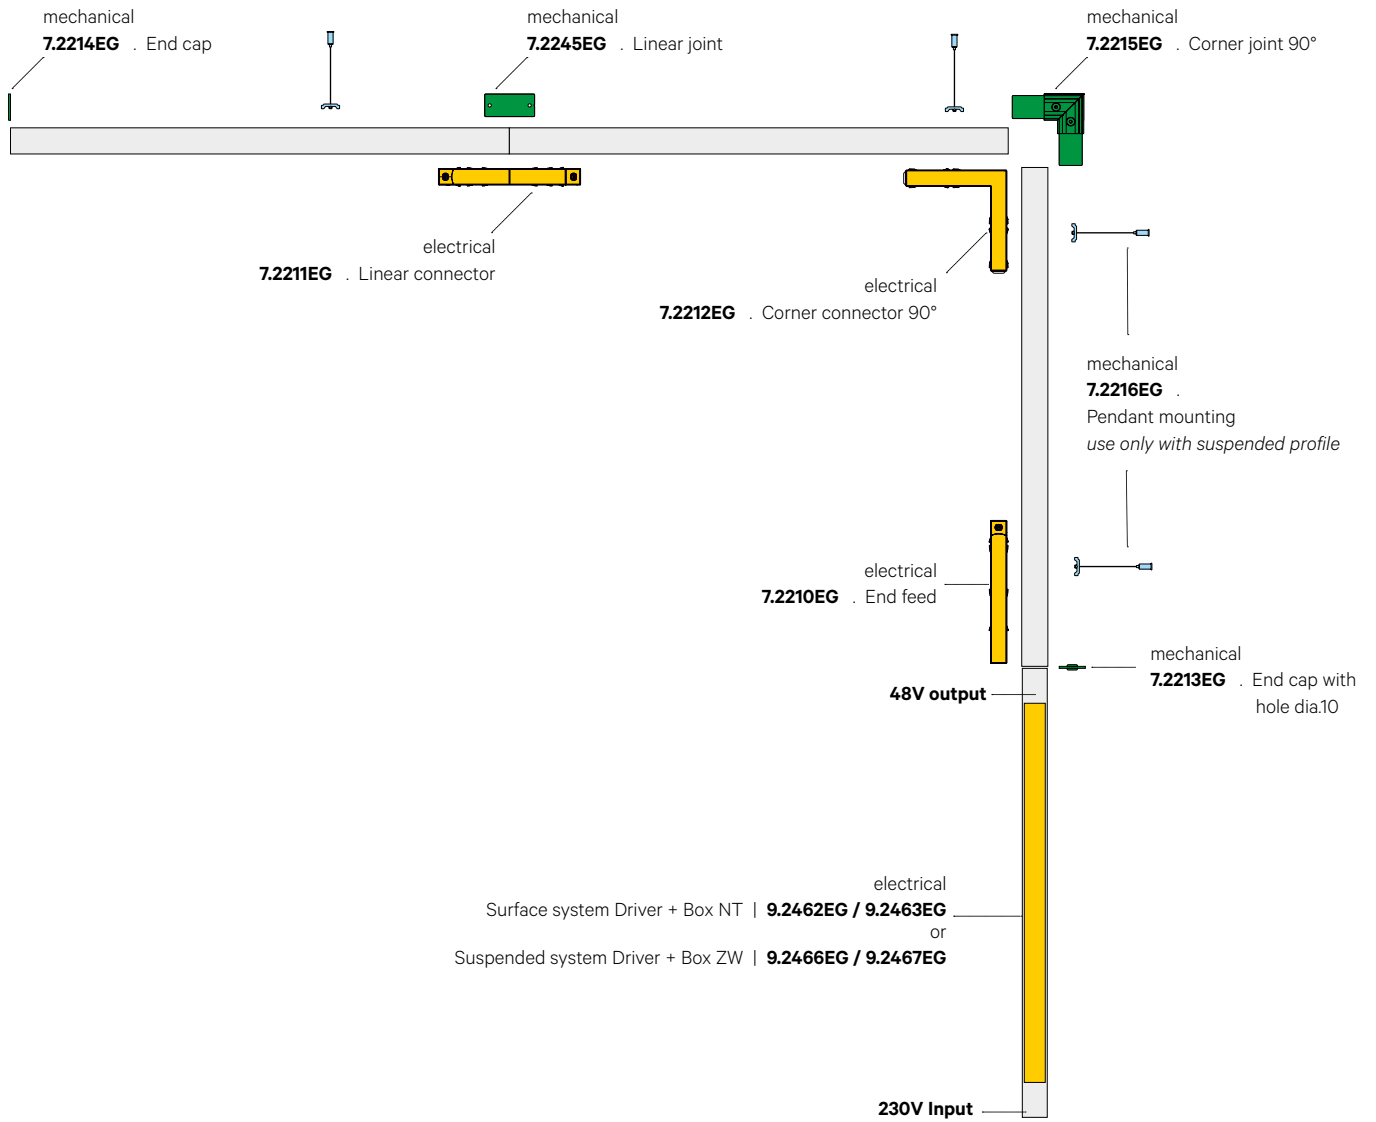 mechanical
7.2214EG . End cap
mechanical
7.2245EG . Linear joint
mechanical
7.2215EG . Corner joint 90°
electrical
7.2211EG . Linear connector
electrical
7.2212EG . Corner connector 90°
mechanical
7.2216EG .
Pendant mounting
use only with suspended profile
electrical
7.2210EG . End feed
mechanical
7.2213EG . End cap with
hole dia.10
48V output
electrical
Surface system Driver + Box NT | 9.2462EG / 9.2463EG
or
Suspended system Driver + Box ZW | 9.2466EG / 9.2467EG
230V Input